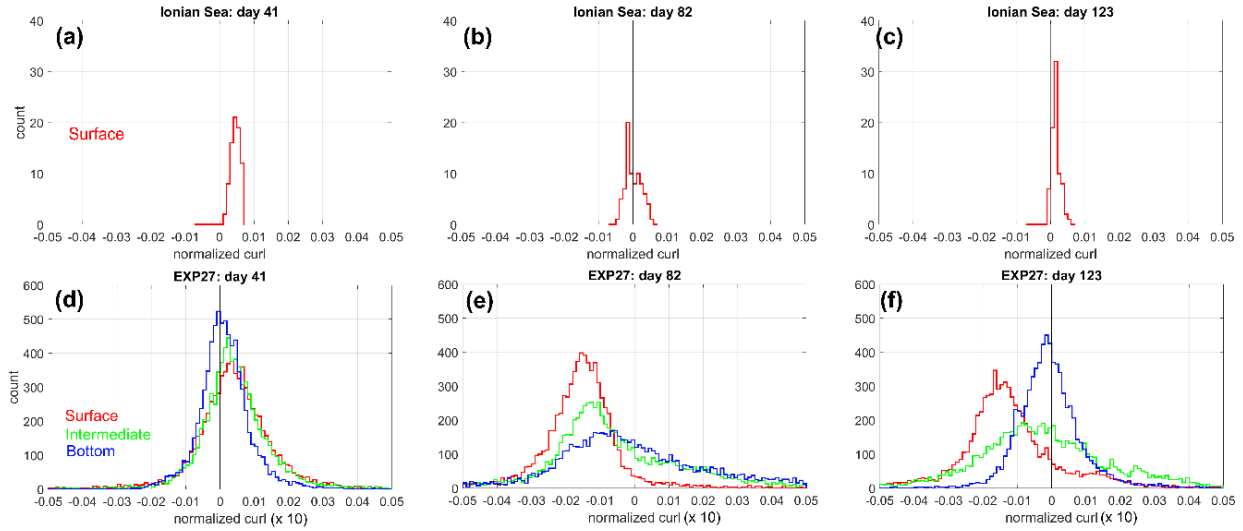 Ionian Sea: day 41
(a)
40
30
20
10
0
count
Surface
-0.05 -0.04 -0.03 -0.02 -0.01 0 0.01 0.02 0.03 0.04 0.05
normalized curl
Ionian Sea: day 82
(b)
40
30
20
10
0
-0.05 -0.04 -0.03 -0.02 -0.01 0 0.01 0.02 0.03 0.04 0.05
normalized curl
Ionian Sea: day 123
(c)
40
30
20
10
0
-0.05 -0.04 -0.03 -0.02 -0.01 0 0.01 0.02 0.03 0.04 0.05
normalized curl
EXP27: day 41
(d)
600
500
400
300
200
100
0
count
Surface
Intermediate
Bottom
-0.05 -0.04 -0.03 -0.02 -0.01 0 0.01 0.02 0.03 0.04 0.05
normalized curl (x 10)
EXP27: day 82
(e)
600
500
400
300
200
100
0
-0.05 -0.04 -0.03 -0.02 -0.01 0 0.01 0.02 0.03 0.04 0.05
normalized curl (x 10)
EXP27: day 123
(f)
600
500
400
300
200
100
0
-0.05 -0.04 -0.03 -0.02 -0.01 0 0.01 0.02 0.03 0.04 0.05
normalized curl (x 10)